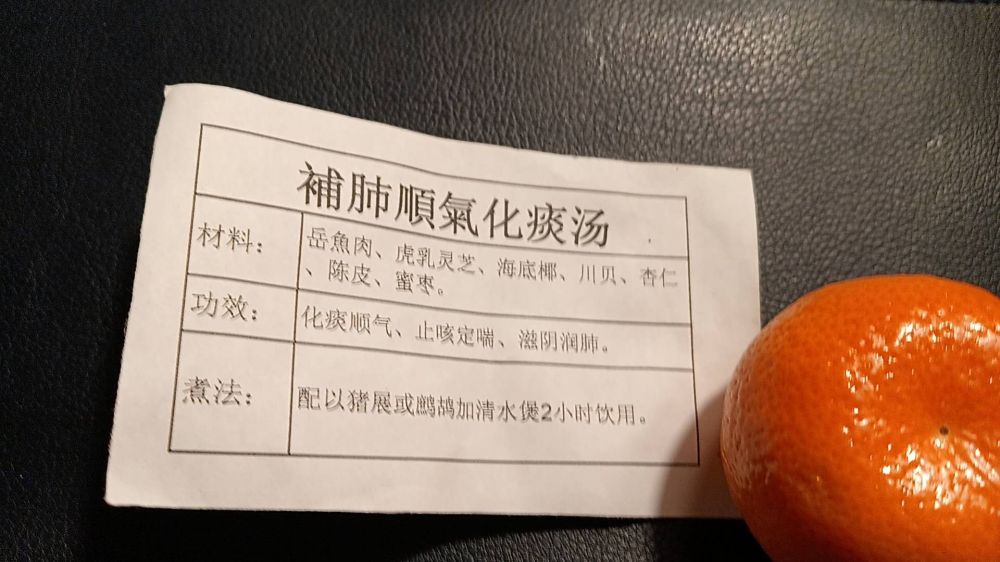 補肺順氣化痰汤
材料：
岳魚肉、虎乳灵芝、海底椰、川贝、杏仁
、陈皮、蜜枣。
功效：
化痰顺气、止咳定喘、滋阴润肺。
煮法：
配以猪展或鹧鸪加清水煲2小时饮用。